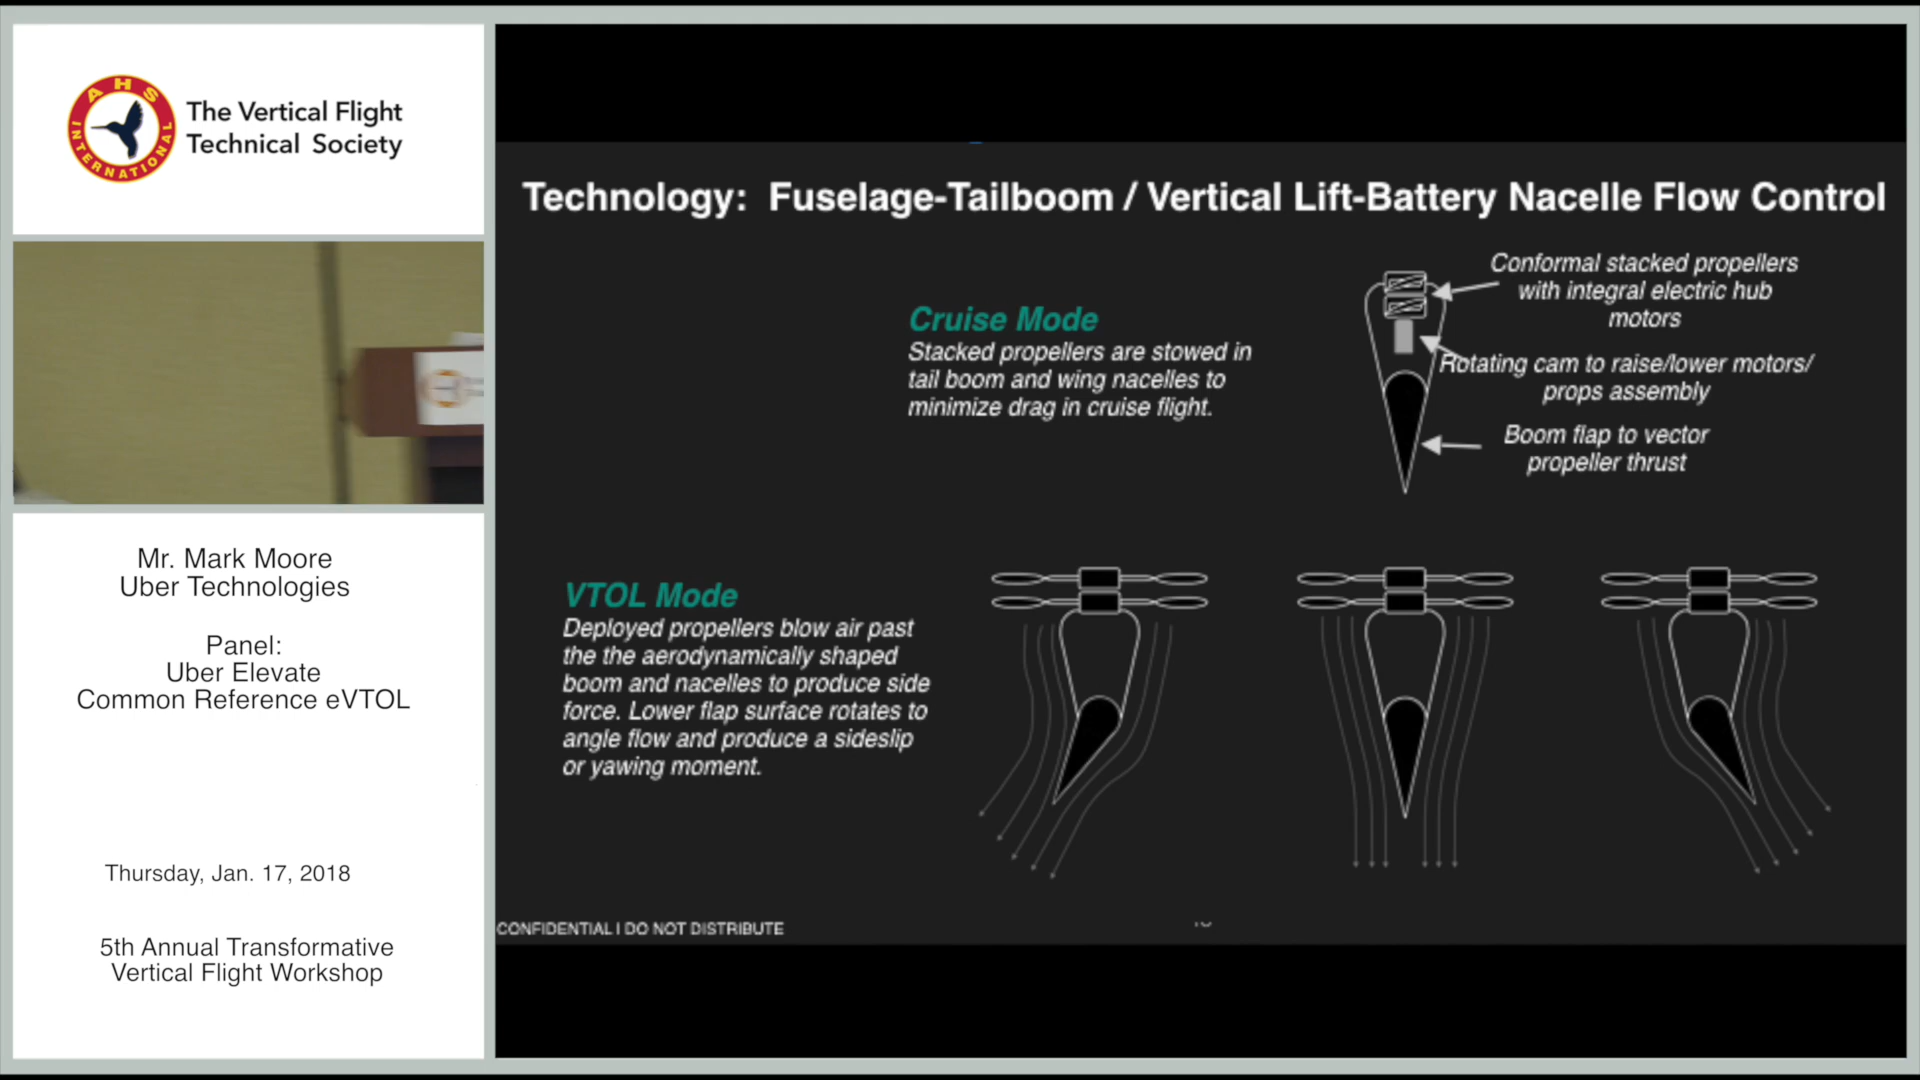 AHS
INTERNATIONAL
The Vertical Flight
Technical Society
Mr. Mark Moore
Uber Technologies
Panel:
Uber Elevate
Common Reference eVTOL
Thursday, Jan. 17, 2018
5th Annual Transformative
Vertical Flight Workshop
Technology: Fuselage-Tailboom / Vertical Lift-Battery Nacelle Flow Control
Cruise Mode
Stacked propellers are stowed in
tail boom and wing nacelles to
minimize drag in cruise flight.
Conformal stacked propellers
with integral electric hub
motors
Rotating cam to raise/lower motors/
props assembly
Boom flap to vector
propeller thrust
VTOL Mode
Deployed propellers blow air past
the the aerodynamically shaped
boom and nacelles to produce side
force. Lower flap surface rotates to
angle flow and produce a sideslip
or yawing moment.
CONFIDENTIAL I DO NOT DISTRIBUTE